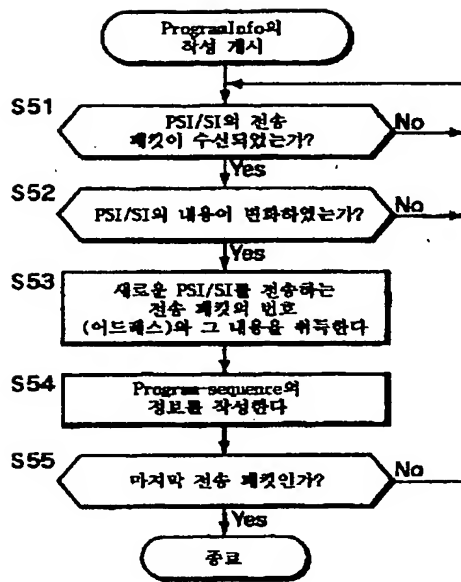 ProgramInfo의
작성 개시
S51
PSI/SI의 전송
패킷이 수신되었는가?
No
Yes
S52
PSI/SI의 내용이 변화하였는가?
No
Yes
S53
새로운 PSI/SI를 전송하는
전송 패킷의 번호
(어드레스)와 그 내용을 취득한다
S54
Program-sequence의
정보를 작성한다
S55
마지막 전송 패킷인가?
No
Yes
종료